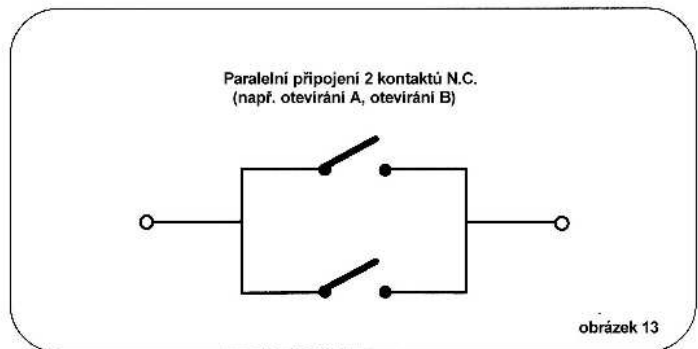 Paralelní připojení 2 kontaktů N.C.
(např. otevírání A, otevírání B)
obrázek 13